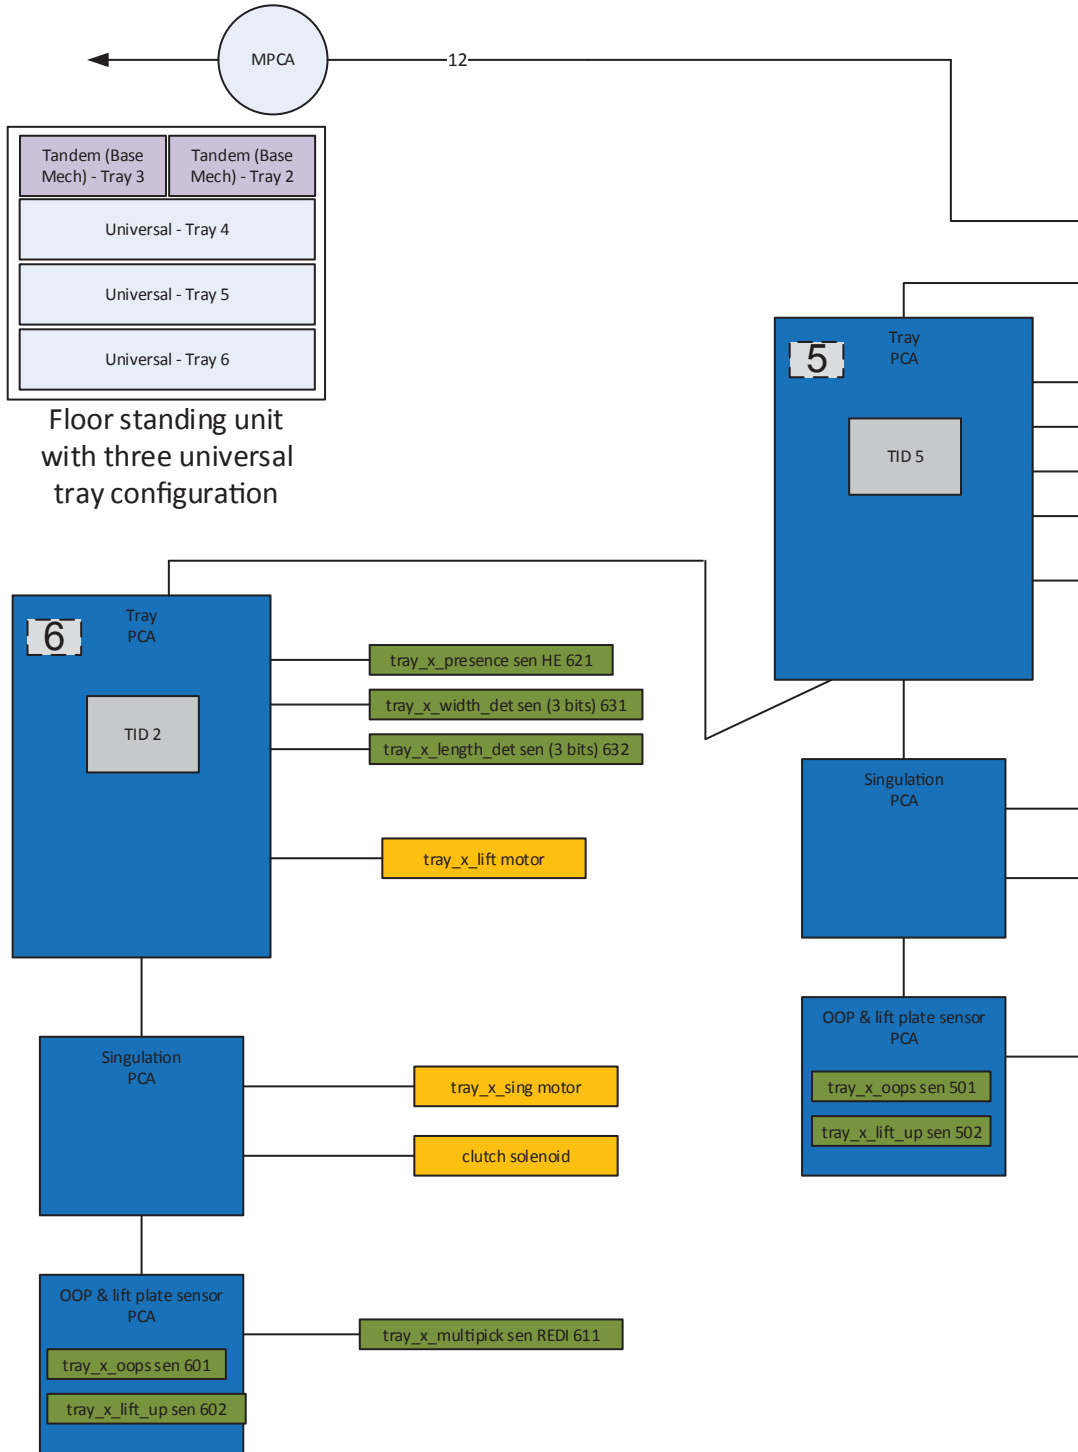 MPCA
12
Tandem (Base
Mech) - Tray 3
Tandem (Base
Mech) - Tray 2
Universal - Tray 4
Universal - Tray 5
Universal - Tray 6
Floor standing unit
with three universal
tray configuration
Tray
PCA
5
TID 5
Singulation
PCA
OOP & lift plate sensor
PCA
tray_x_oops sen 501
tray_x_lift_up sen 502
Tray
PCA
6
TID 2
tray_x_presence sen HE 621
tray_x_width_det sen (3 bits) 631
tray_x_length_det sen (3 bits) 632
tray_x_lift motor
Singulation
PCA
tray_x_sing motor
clutch solenoid
OOP & lift plate sensor
PCA
tray_x_multipick sen REDI 611
tray_x_oops sen 601
tray_x_lift_up sen 602